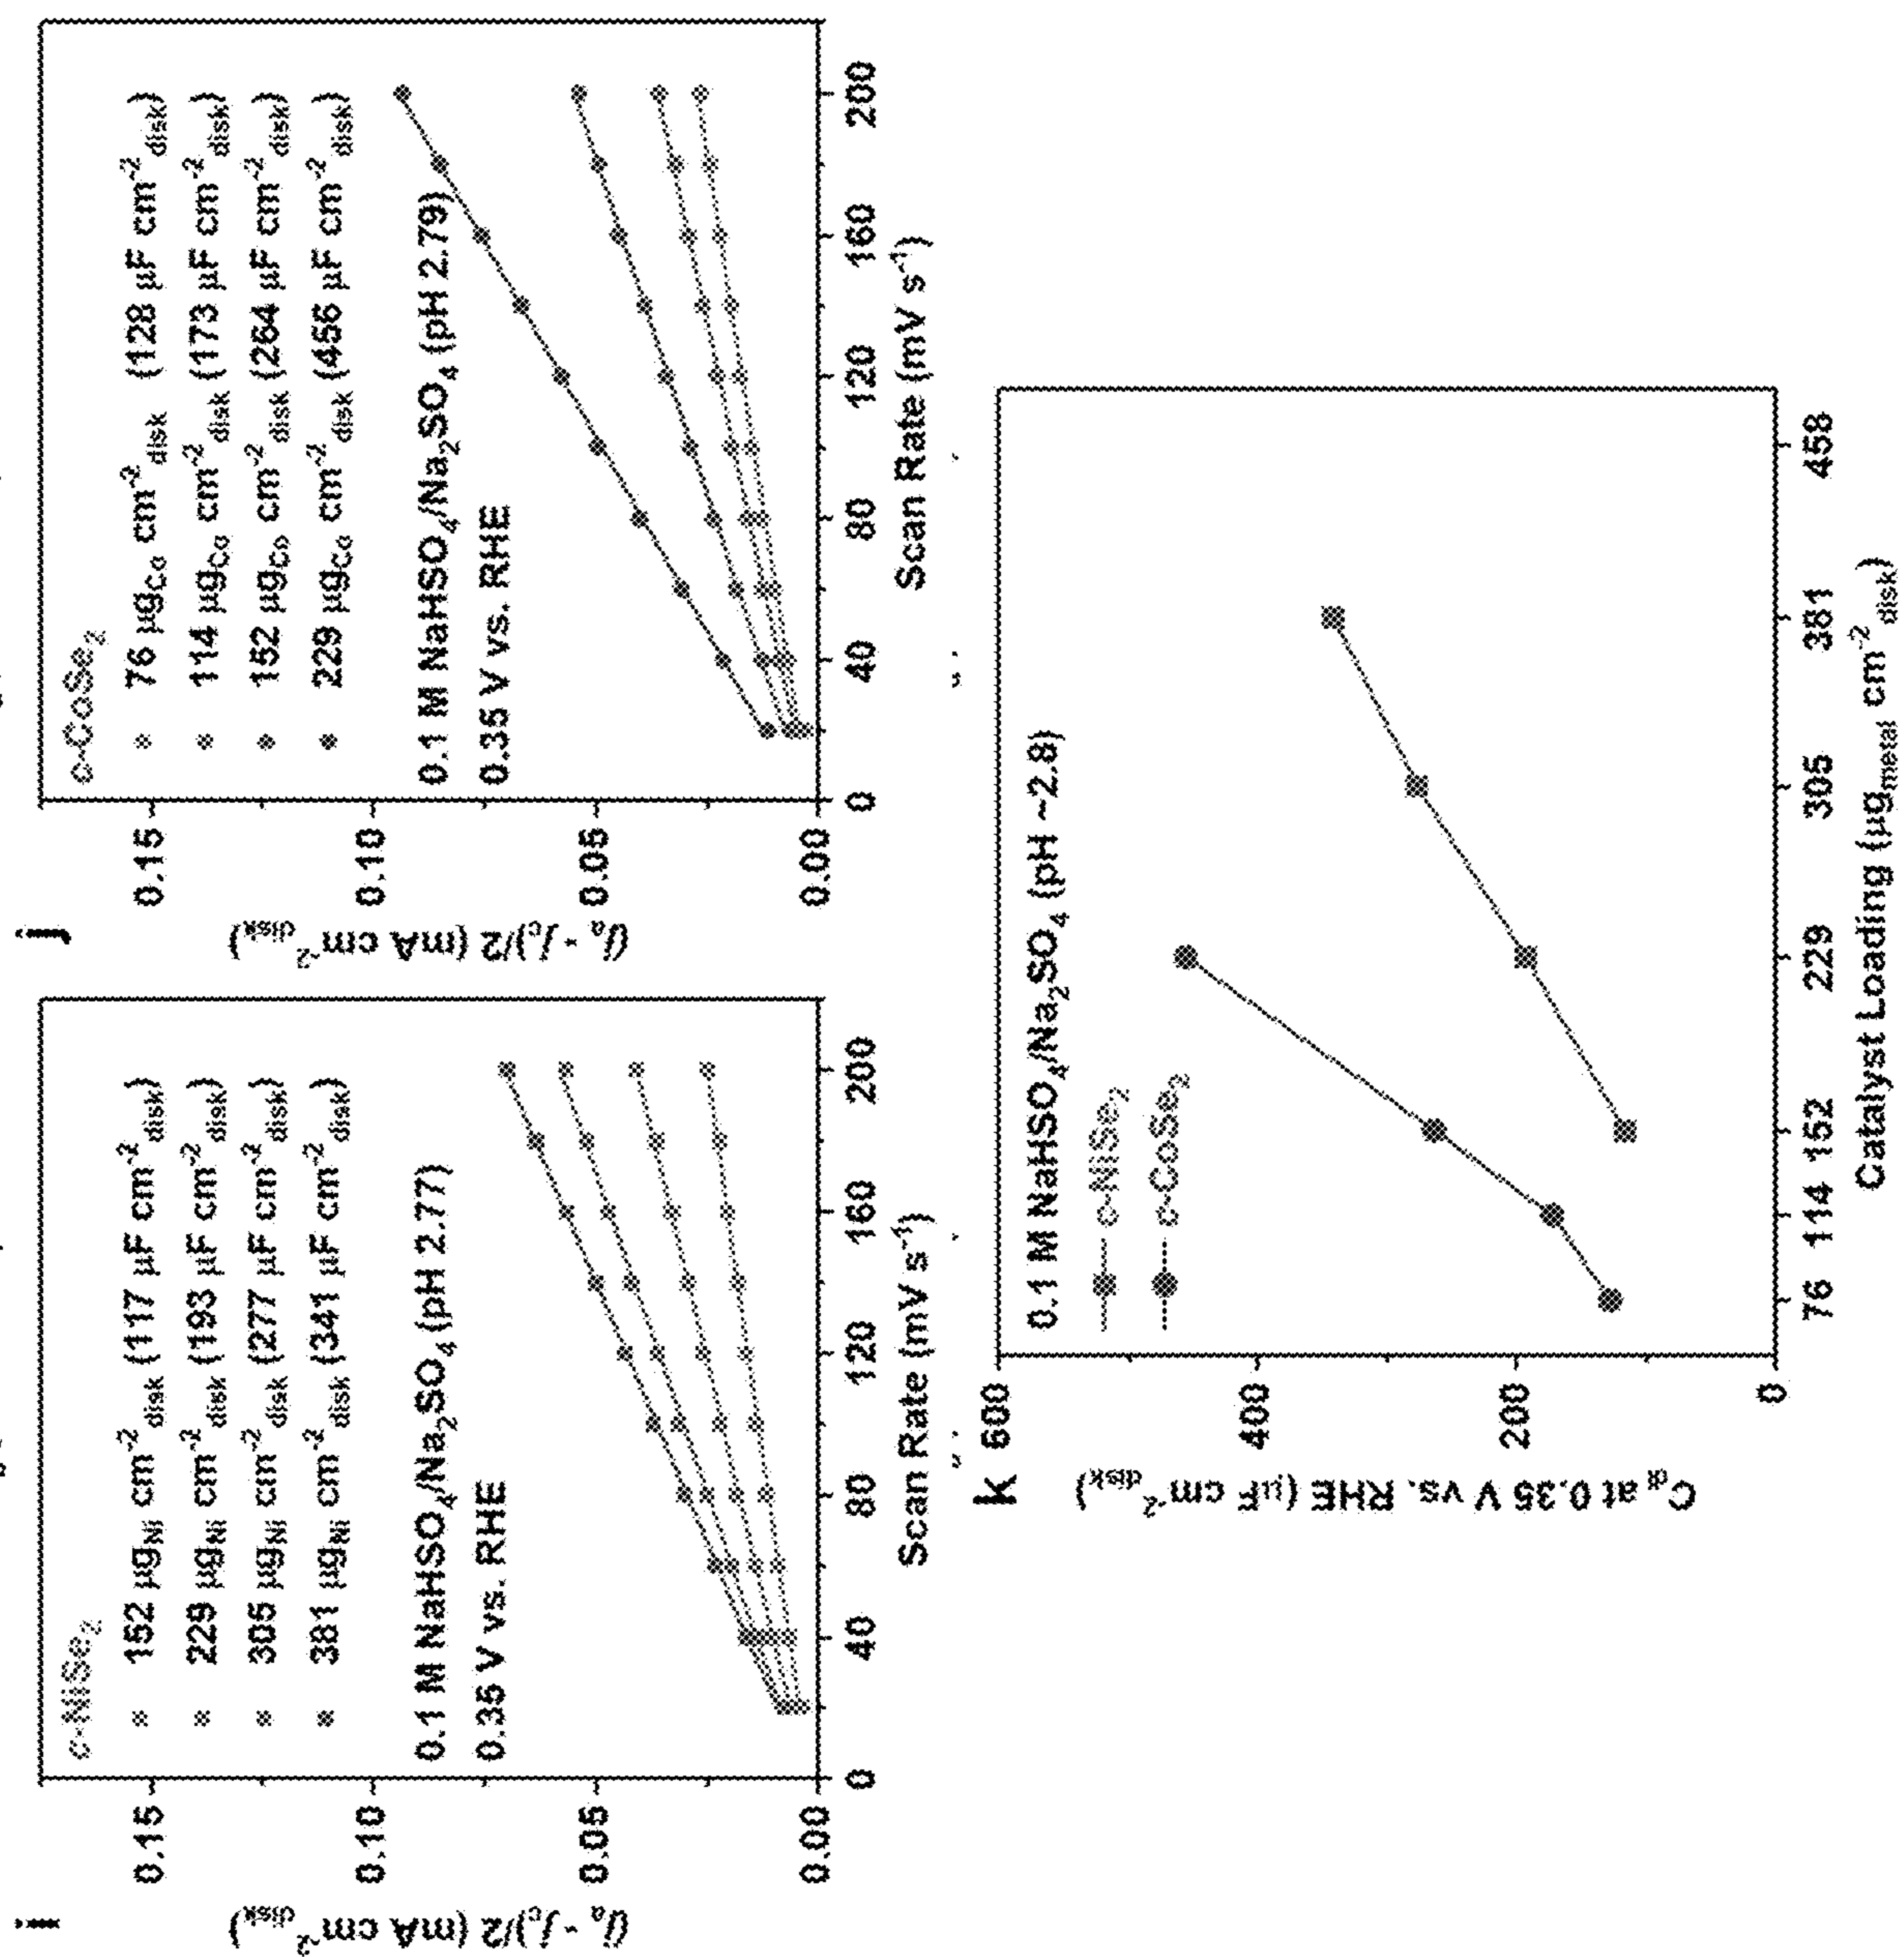 i
(jₐ - j꜀)/2 (mA cm⁻²disk)
0.15
0.10
0.05
0.00
c-NiSe₂
152 µgNi cm⁻²disk (117 µF cm⁻²disk)
229 µgNi cm⁻²disk (193 µF cm⁻²disk)
305 µgNi cm⁻²disk (277 µF cm⁻²disk)
381 µgNi cm⁻²disk (341 µF cm⁻²disk)
0.1 M NaHSO₄/Na₂SO₄ (pH 2.77)
0.35 V vs. RHE
0 40 80 120 160 200
Scan Rate (mV s⁻¹)
j
(jₐ - j꜀)/2 (mA cm⁻²disk)
0.15
0.10
0.05
0.00
c-CoSe₂
76 µgCo cm⁻²disk (128 µF cm⁻²disk)
114 µgCo cm⁻²disk (173 µF cm⁻²disk)
152 µgCo cm⁻²disk (264 µF cm⁻²disk)
229 µgCo cm⁻²disk (456 µF cm⁻²disk)
0.1 M NaHSO₄/Na₂SO₄ (pH 2.79)
0.35 V vs. RHE
0 40 80 120 160 200
Scan Rate (mV s⁻¹)
k
Cdl at 0.35 V vs. RHE (µF cm⁻²disk)
600
400
200
0
0.1 M NaHSO₄/Na₂SO₄ (pH ~2.8)
c-NiSe₂
c-CoSe₂
76 114 152 229 305 381 458
Catalyst Loading (µgmetal cm⁻²disk)